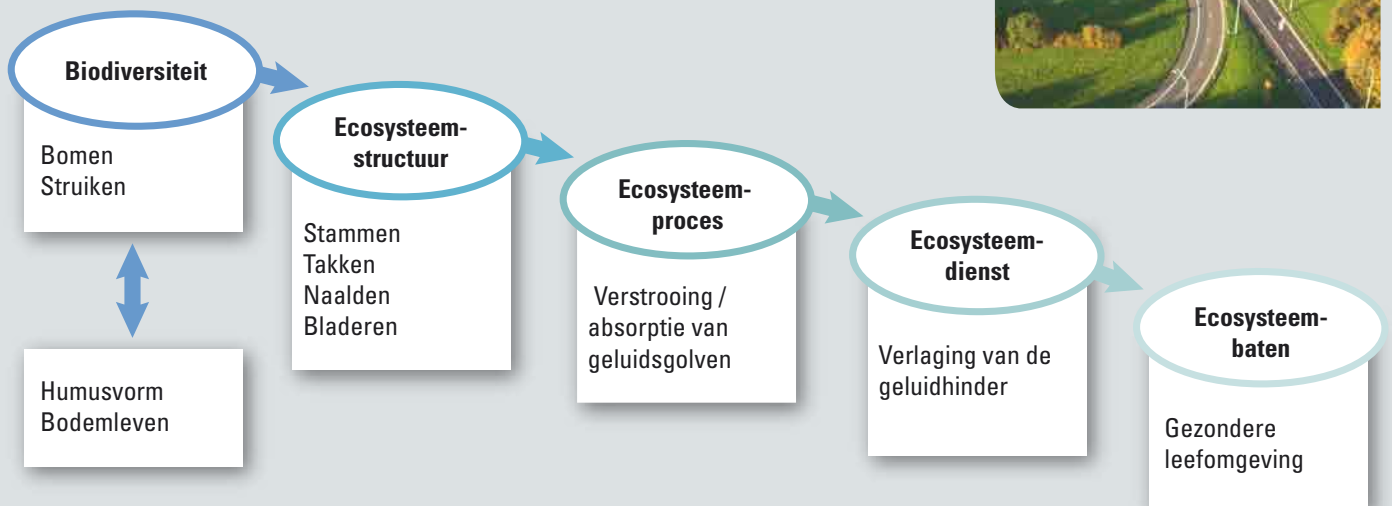 Biodiversiteit
Bomen
Struiken
Humusvorm
Bodemleven
Ecosysteem-
structuur
Stammen
Takken
Naalden
Bladeren
Ecosysteem-
proces
Verstrooing /
absorptie van
geluidsgolven
Ecosysteem-
dienst
Verlaging van de
geluidhinder
Ecosysteem-
baten
Gezondere
leefomgeving